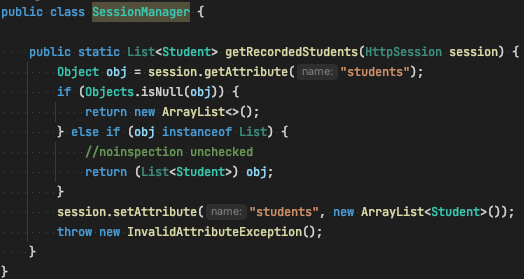 public class SessionManager {
public static List<Student> getRecordedStudents(HttpSession session) {
Object obj = session.getAttribute( name: "students");
if (Objects.isNull(obj)) {
return new ArrayList<>();
} else if (obj instanceof List) {
//noinspection unchecked
return (List<Student>) obj;
}
session.setAttribute( name: "students", new ArrayList<Student>());
throw new InvalidAttributeException();
}
}